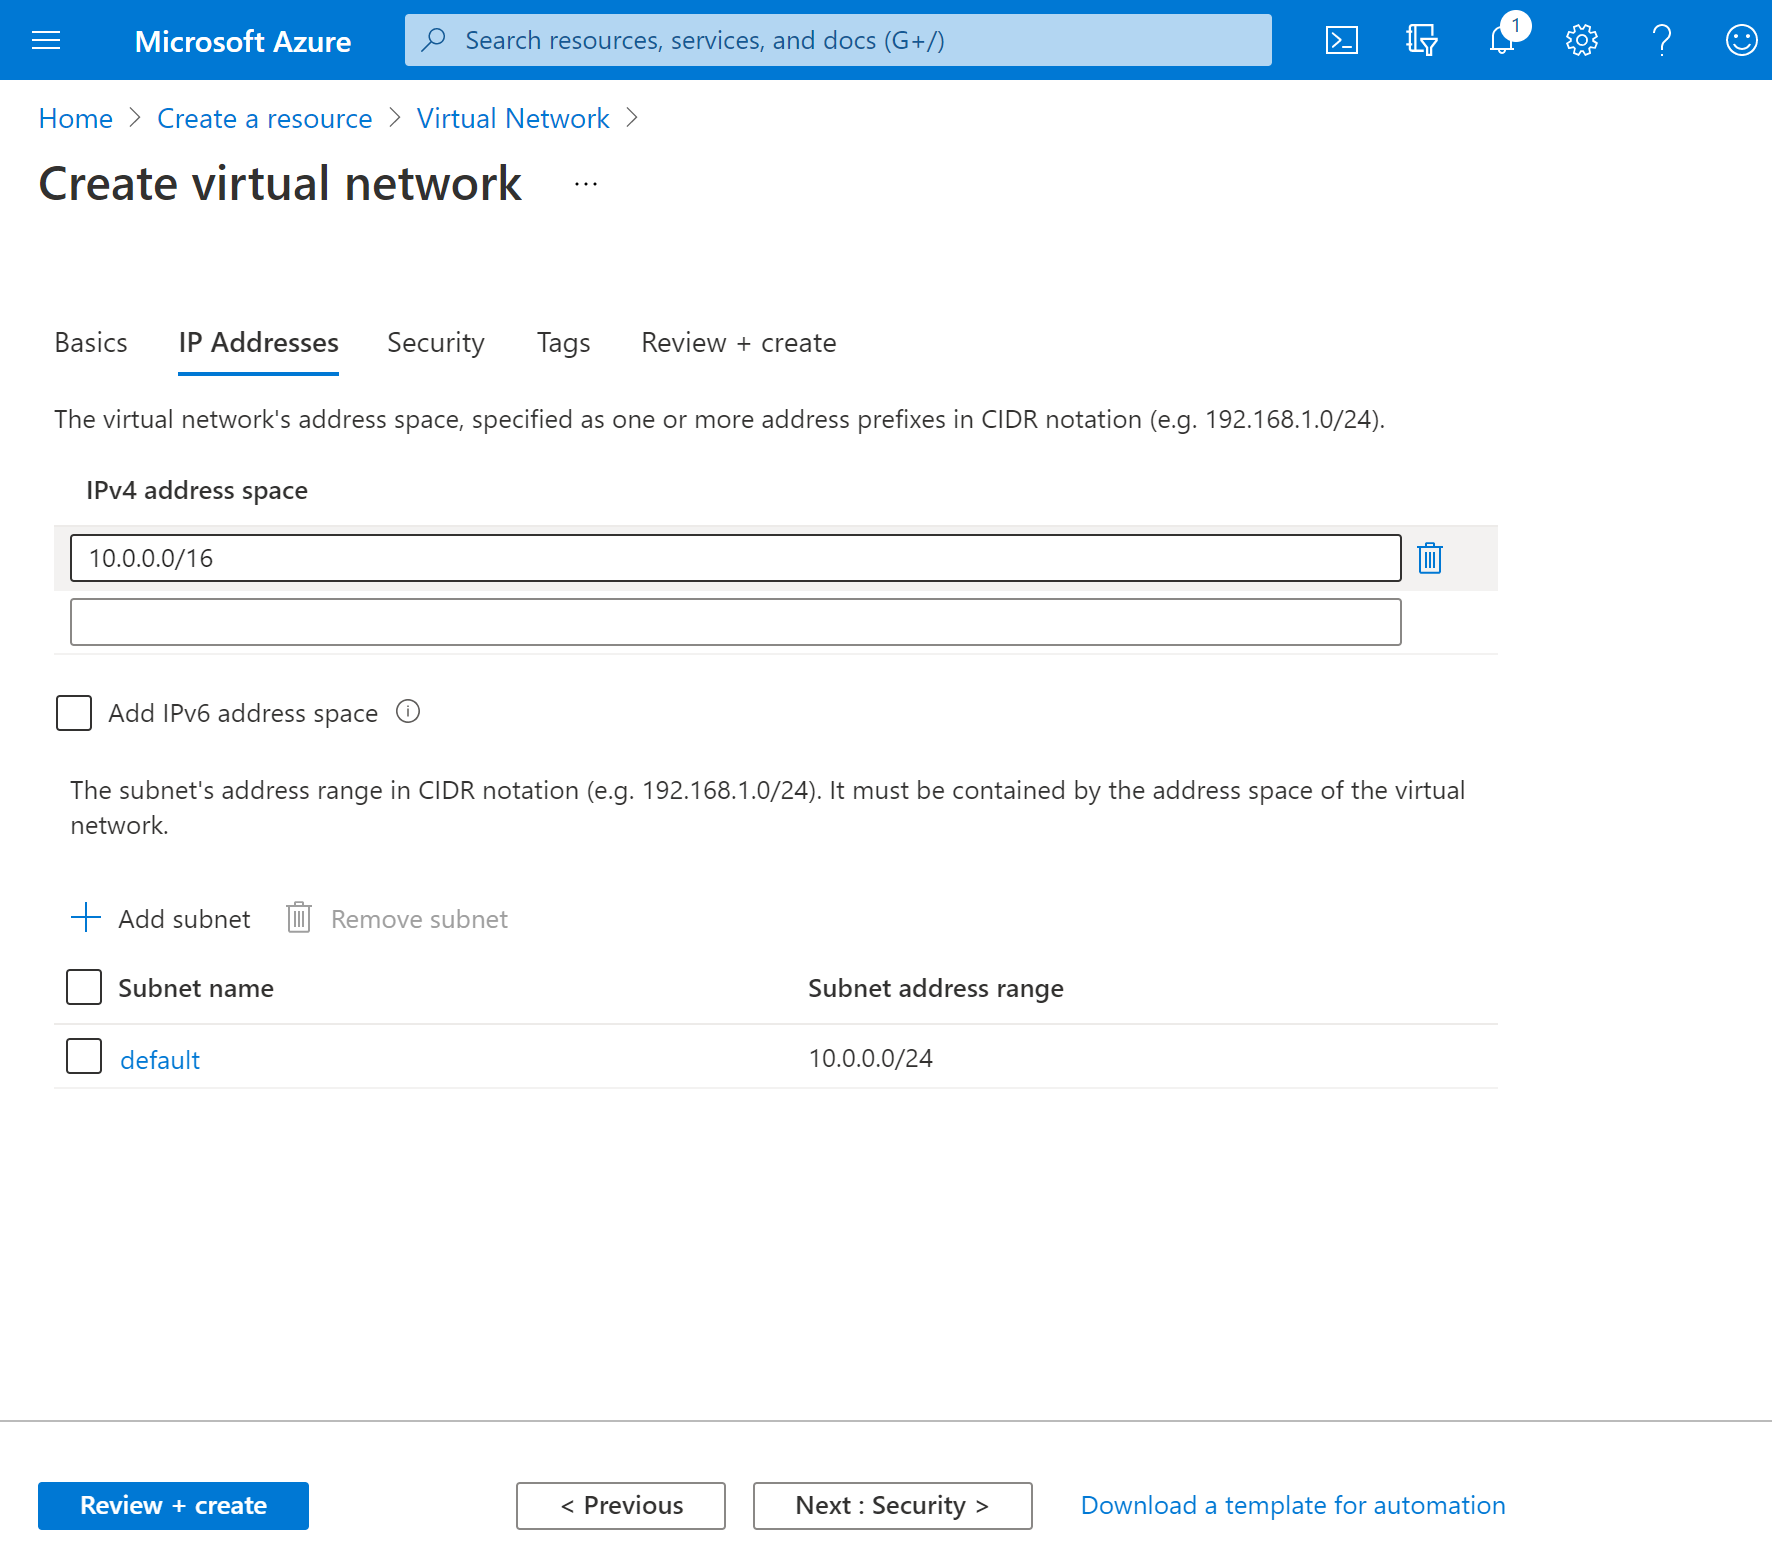 Microsoft Azure
Search resources, services, and docs (G+/)
1
Home > Create a resource > Virtual Network >
Create virtual network ...
Basics IP Addresses Security Tags Review + create
The virtual network's address space, specified as one or more address prefixes in CIDR notation (e.g. 192.168.1.0/24).
IPv4 address space
10.0.0.0/16
Add IPv6 address space
The subnet's address range in CIDR notation (e.g. 192.168.1.0/24). It must be contained by the address space of the virtual
network.
Add subnet Remove subnet
Subnet name Subnet address range
default 10.0.0.0/24
Review + create < Previous Next : Security > Download a template for automation